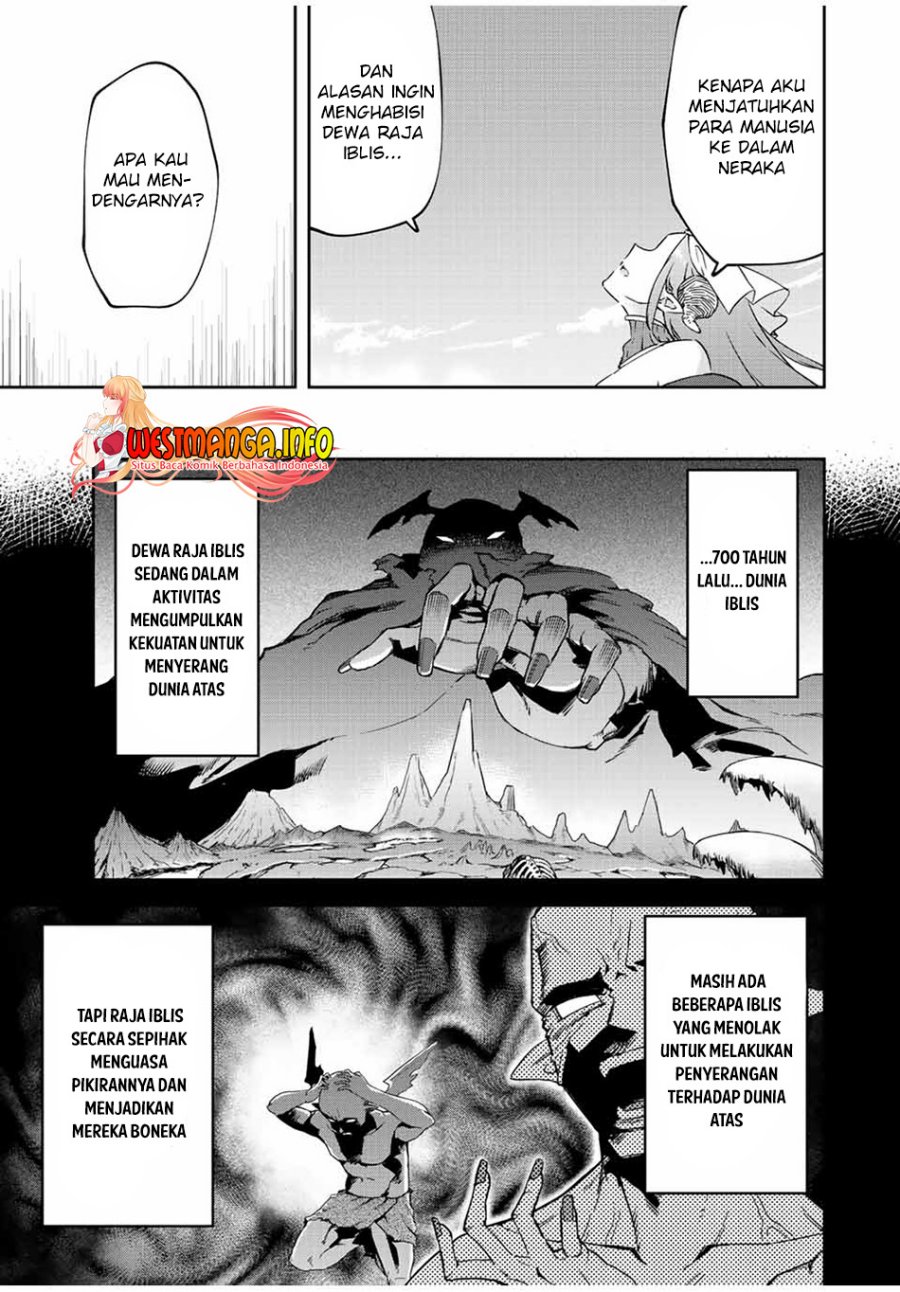 KENAPA AKU
MENJATUHKAN
PARA MANUSIA
KE DALAM
NERAKA
DAN
ALASAN INGIN
MENGHABISI
DEWA RAJA
IBLIS...
APA KAU
MAU MEN-
DENGARNYA?
WESTMANGA.INFO
Situs Baca Komik Berbahasa Indonesia
...700 TAHUN
LALU... DUNIA
IBLIS
DEWA RAJA IBLIS
SEDANG DALAM
AKTIVITAS
MENGUMPULKAN
KEKUATAN UNTUK
MENYERANG
DUNIA ATAS
MASIH ADA
BEBERAPA IBLIS
YANG MENOLAK
UNTUK MELAKUKAN
PENYERANGAN
TERHADAP DUNIA
ATAS
TAPI RAJA IBLIS
SECARA SEPIHAK
MENGUASA
PIKIRANNYA DAN
MENJADIKAN
MEREKA BONEKA